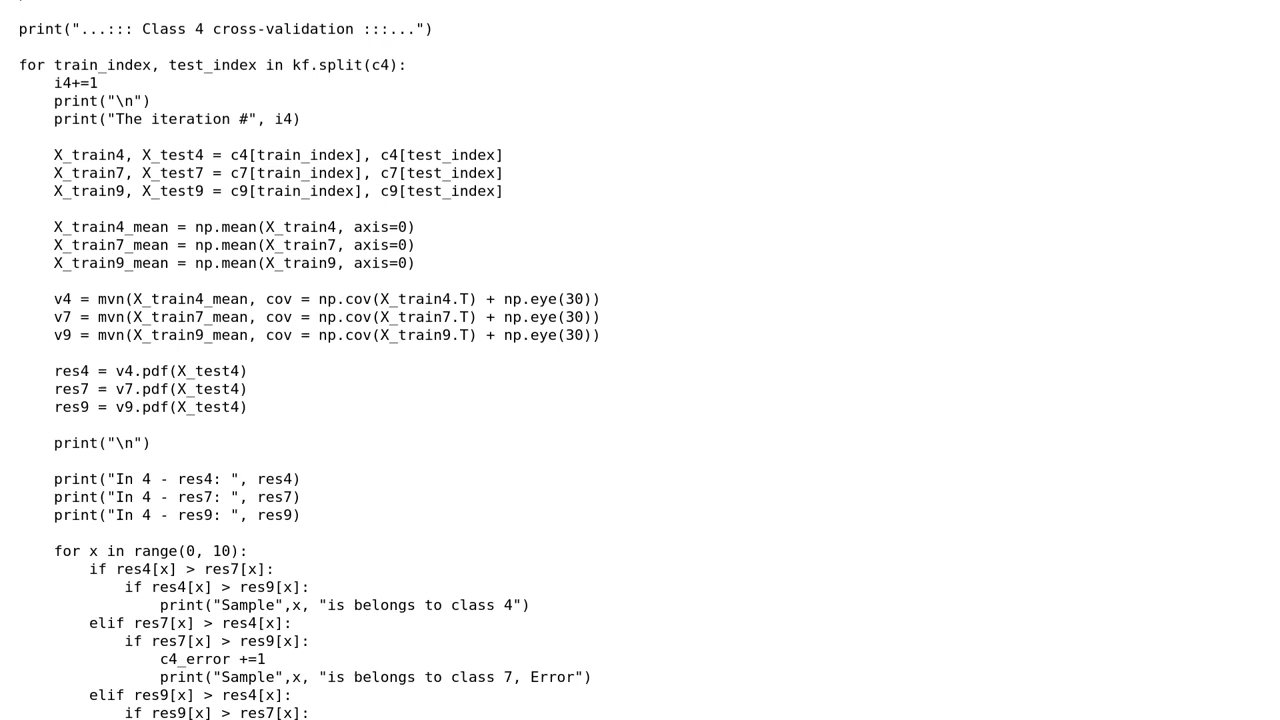 print("...::: Class 4 cross-validation :::...")
for train_index, test_index in kf.split(c4):
    i4+=1
    print("\n")
    print("The iteration #", i4)
    X_train4, X_test4 = c4[train_index], c4[test_index]
    X_train7, X_test7 = c7[train_index], c7[test_index]
    X_train9, X_test9 = c9[train_index], c9[test_index]
    X_train4_mean = np.mean(X_train4, axis=0)
    X_train7_mean = np.mean(X_train7, axis=0)
    X_train9_mean = np.mean(X_train9, axis=0)
    v4 = mvn(X_train4_mean, cov = np.cov(X_train4.T) + np.eye(30))
    v7 = mvn(X_train7_mean, cov = np.cov(X_train7.T) + np.eye(30))
    v9 = mvn(X_train9_mean, cov = np.cov(X_train9.T) + np.eye(30))
    res4 = v4.pdf(X_test4)
    res7 = v7.pdf(X_test4)
    res9 = v9.pdf(X_test4)
    print("\n")
    print("In 4 - res4: ", res4)
    print("In 4 - res7: ", res7)
    print("In 4 - res9: ", res9)
    for x in range(0, 10):
        if res4[x] > res7[x]:
            if res4[x] > res9[x]:
                print("Sample",x, "is belongs to class 4")
        elif res7[x] > res4[x]:
            if res7[x] > res9[x]:
                c4_error +=1
                print("Sample",x, "is belongs to class 7, Error")
        elif res9[x] > res4[x]:
            if res9[x] > res7[x]: